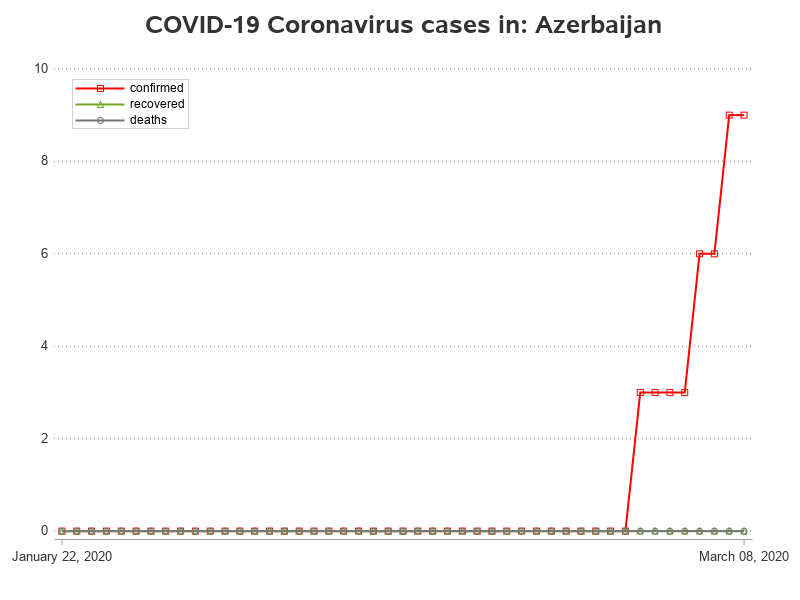 COVID-19 Coronavirus cases in: Azerbaijan
10
confirmed
recovered
deaths
8
6
4
2
0
January 22, 2020
March 08, 2020